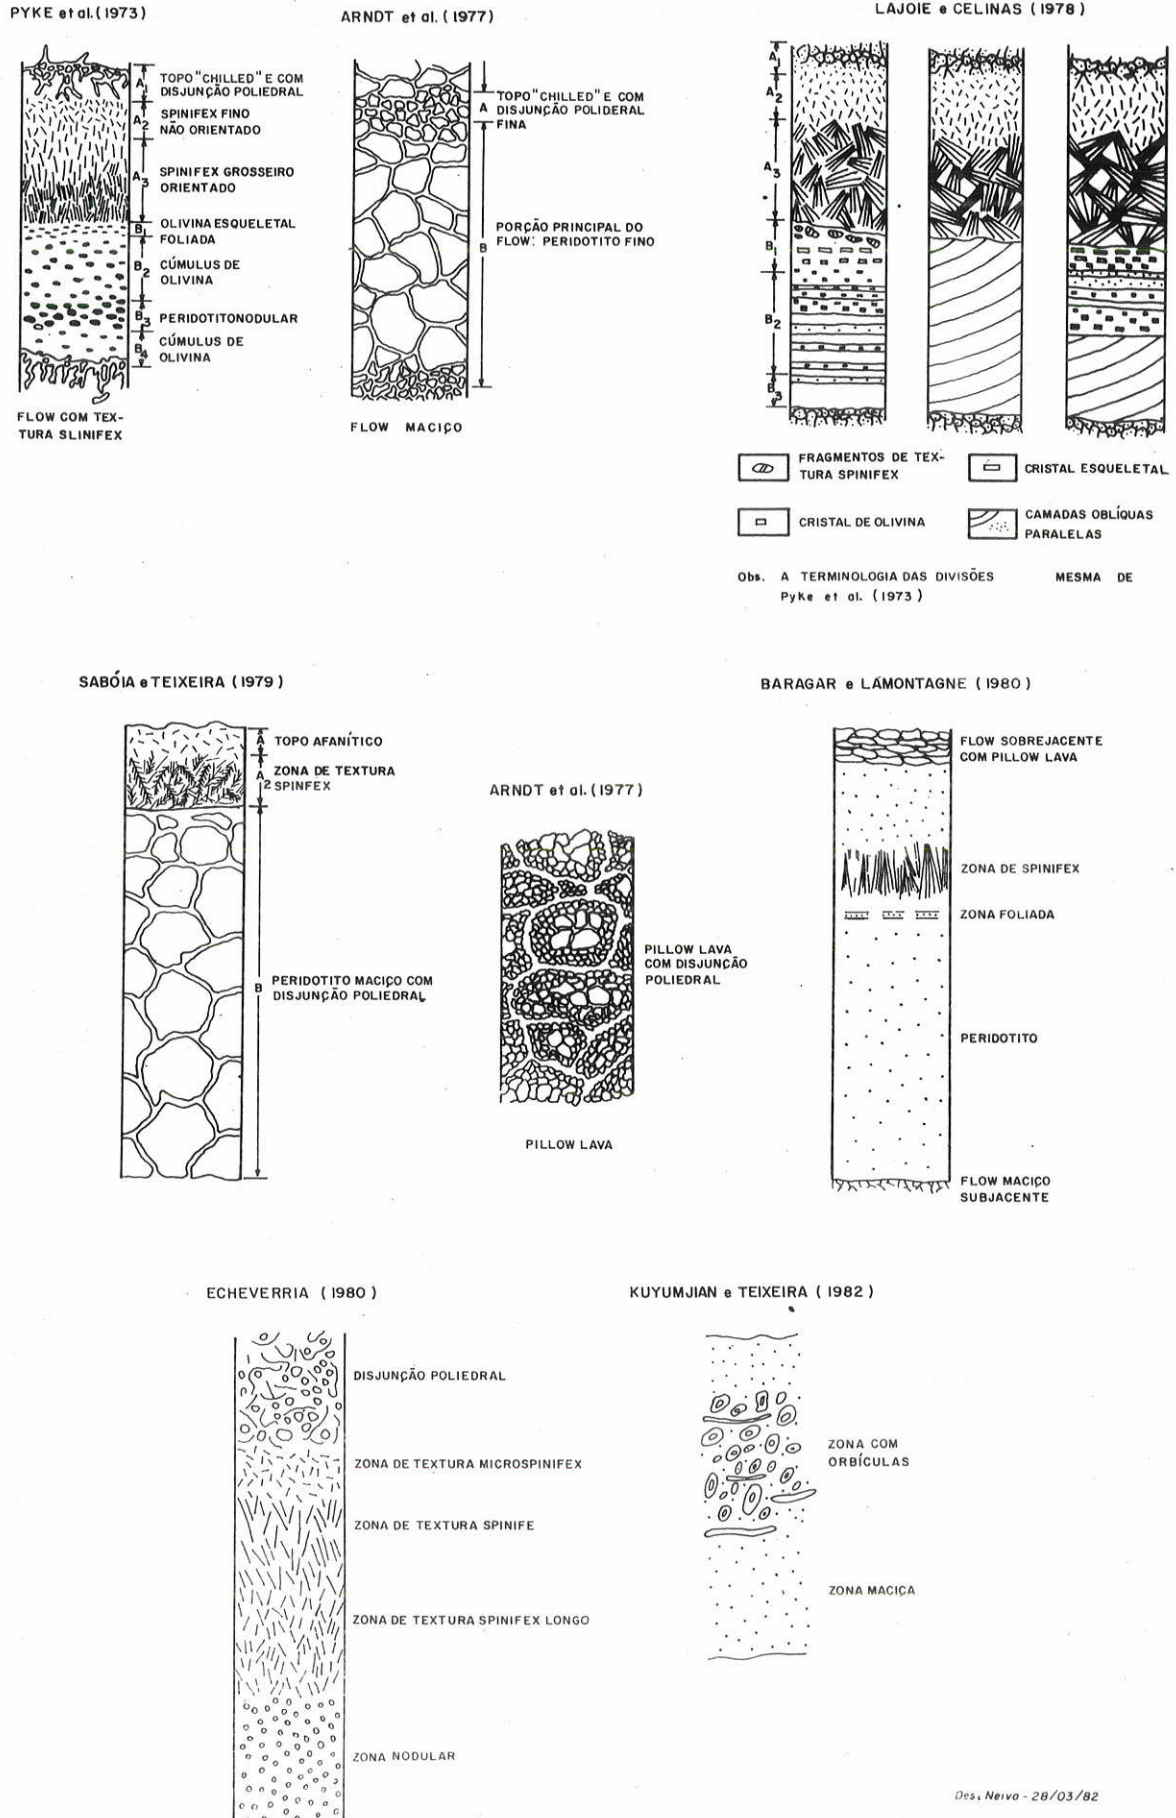 PYKE et al. (1973)
A1
TOPO "CHILLED" E COM
DISJUNÇÃO POLIEDRAL
A2
SPINIFEX FINO
NÃO ORIENTADO
A3
SPINIFEX GROSSEIRO
ORIENTADO
B1
OLIVINA ESQUELETAL
FOLIADA
B2
CÚMULUS DE
OLIVINA
B3
PERIDOTITONODULAR
B4
CÚMULUS DE
OLIVINA
FLOW COM TEX-
TURA SLINIFEX
ARNDT et al. (1977)
A
TOPO "CHILLED" E COM
DISJUNÇÃO POLIDERAL
FINA
B
PORÇÃO PRINCIPAL DO
FLOW: PERIDOTITO FINO
FLOW MACIÇO
LAJOIE e CELINAS (1978)
A1
A2
A3
B1
B2
B3
FRAGMENTOS DE TEX-
TURA SPINIFEX
CRISTAL ESQUELETAL
CRISTAL DE OLIVINA
CAMADAS OBLÍQUAS
PARALELAS
Obs. A TERMINOLOGIA DAS DIVISÕES MESMA DE
Pyke et al. (1973)
SABÓIA e TEIXEIRA (1979)
A
TOPO AFANÍTICO
A2
ZONA DE TEXTURA
SPINFEX
B
PERIDOTITO MACIÇO COM
DISJUNÇÃO POLIEDRAL
ARNDT et al. (1977)
PILLOW LAVA
COM DISJUNÇÃO
POLIEDRAL
PILLOW LAVA
BARAGAR e LAMONTAGNE (1980)
FLOW SOBREJACENTE
COM PILLOW LAVA
ZONA DE SPINIFEX
ZONA FOLIADA
PERIDOTITO
FLOW MACIÇO
SUBJACENTE
ECHEVERRIA (1980)
DISJUNÇÃO POLIEDRAL
ZONA DE TEXTURA MICROSPINIFEX
ZONA DE TEXTURA SPINIFE
ZONA DE TEXTURA SPINIFEX LONGO
ZONA NODULAR
KUYUMJIAN e TEIXEIRA (1982)
ZONA COM
ORBÍCULAS
ZONA MACIÇA
Des. Neiva - 28/03/82